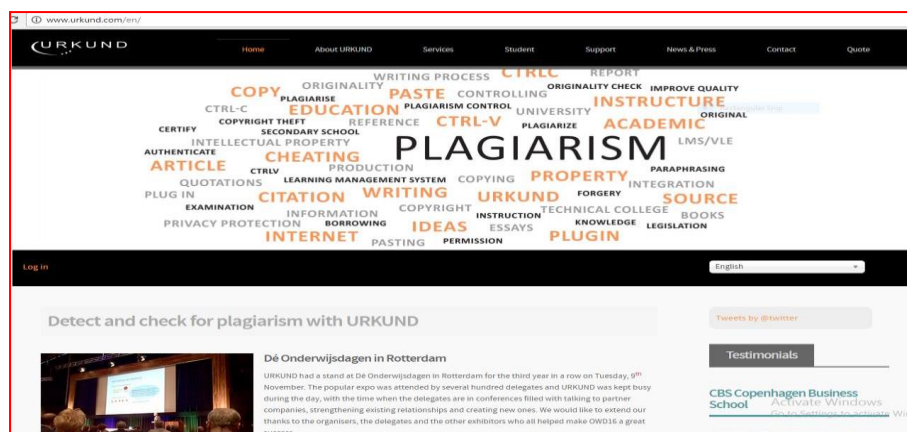 www.urkund.com/en/
URKUND
Home About URKUND Services Student Support News & Press Contact Quote
WRITING PROCESS CTRLC REPORT
COPY ORIGINALITY PASTE CONTROLLING ORIGINALITY CHECK IMPROVE QUALITY
PLAGIARISE
CTRL-C EDUCATION PLAGIARISM CONTROL UNIVERSITY INSTRUCTURE ORIGINAL
COPYRIGHT THEFT REFERENCE CTRL-V PLAGIARIZE ACADEMIC
CERTIFY SECONDARY SCHOOL
INTELLECTUAL PROPERTY PLAGIARISM LMS/VLE
AUTHENTICATE CHEATING
ARTICLE CTRLV PRODUCTION PARAPHRASING
QUOTATIONS LEARNING MANAGEMENT SYSTEM COPYING PROPERTY INTEGRATION
PLUG IN CITATION WRITING URKUND FORGERY SOURCE
EXAMINATION INFORMATION COPYRIGHT INSTRUCTION TECHNICAL COLLEGE BOOKS
PRIVACY PROTECTION BORROWING IDEAS ESSAYS KNOWLEDGE LEGISLATION
INTERNET PASTING PERMISSION PLUGIN
Log in English
Detect and check for plagiarism with URKUND
Tweets by @twitter
Dé Onderwijsdagen in Rotterdam
URKUND had a stand at Dé Onderwijsdagen in Rotterdam for the third year in a row on Tuesday, 9th
November. The popular expo was attended by several hundred delegates and URKUND was kept busy
during the day, with the time when the delegates are in conferences filled with talking to partner
companies, strengthening existing relationships and creating new ones. We would like to extend our
thanks to the organisers, the delegates and the other exhibitors who all helped make OWD16 a great
Testimonials
CBS Copenhagen Business
School
Activate Windows
Go to Settings to activate Wi